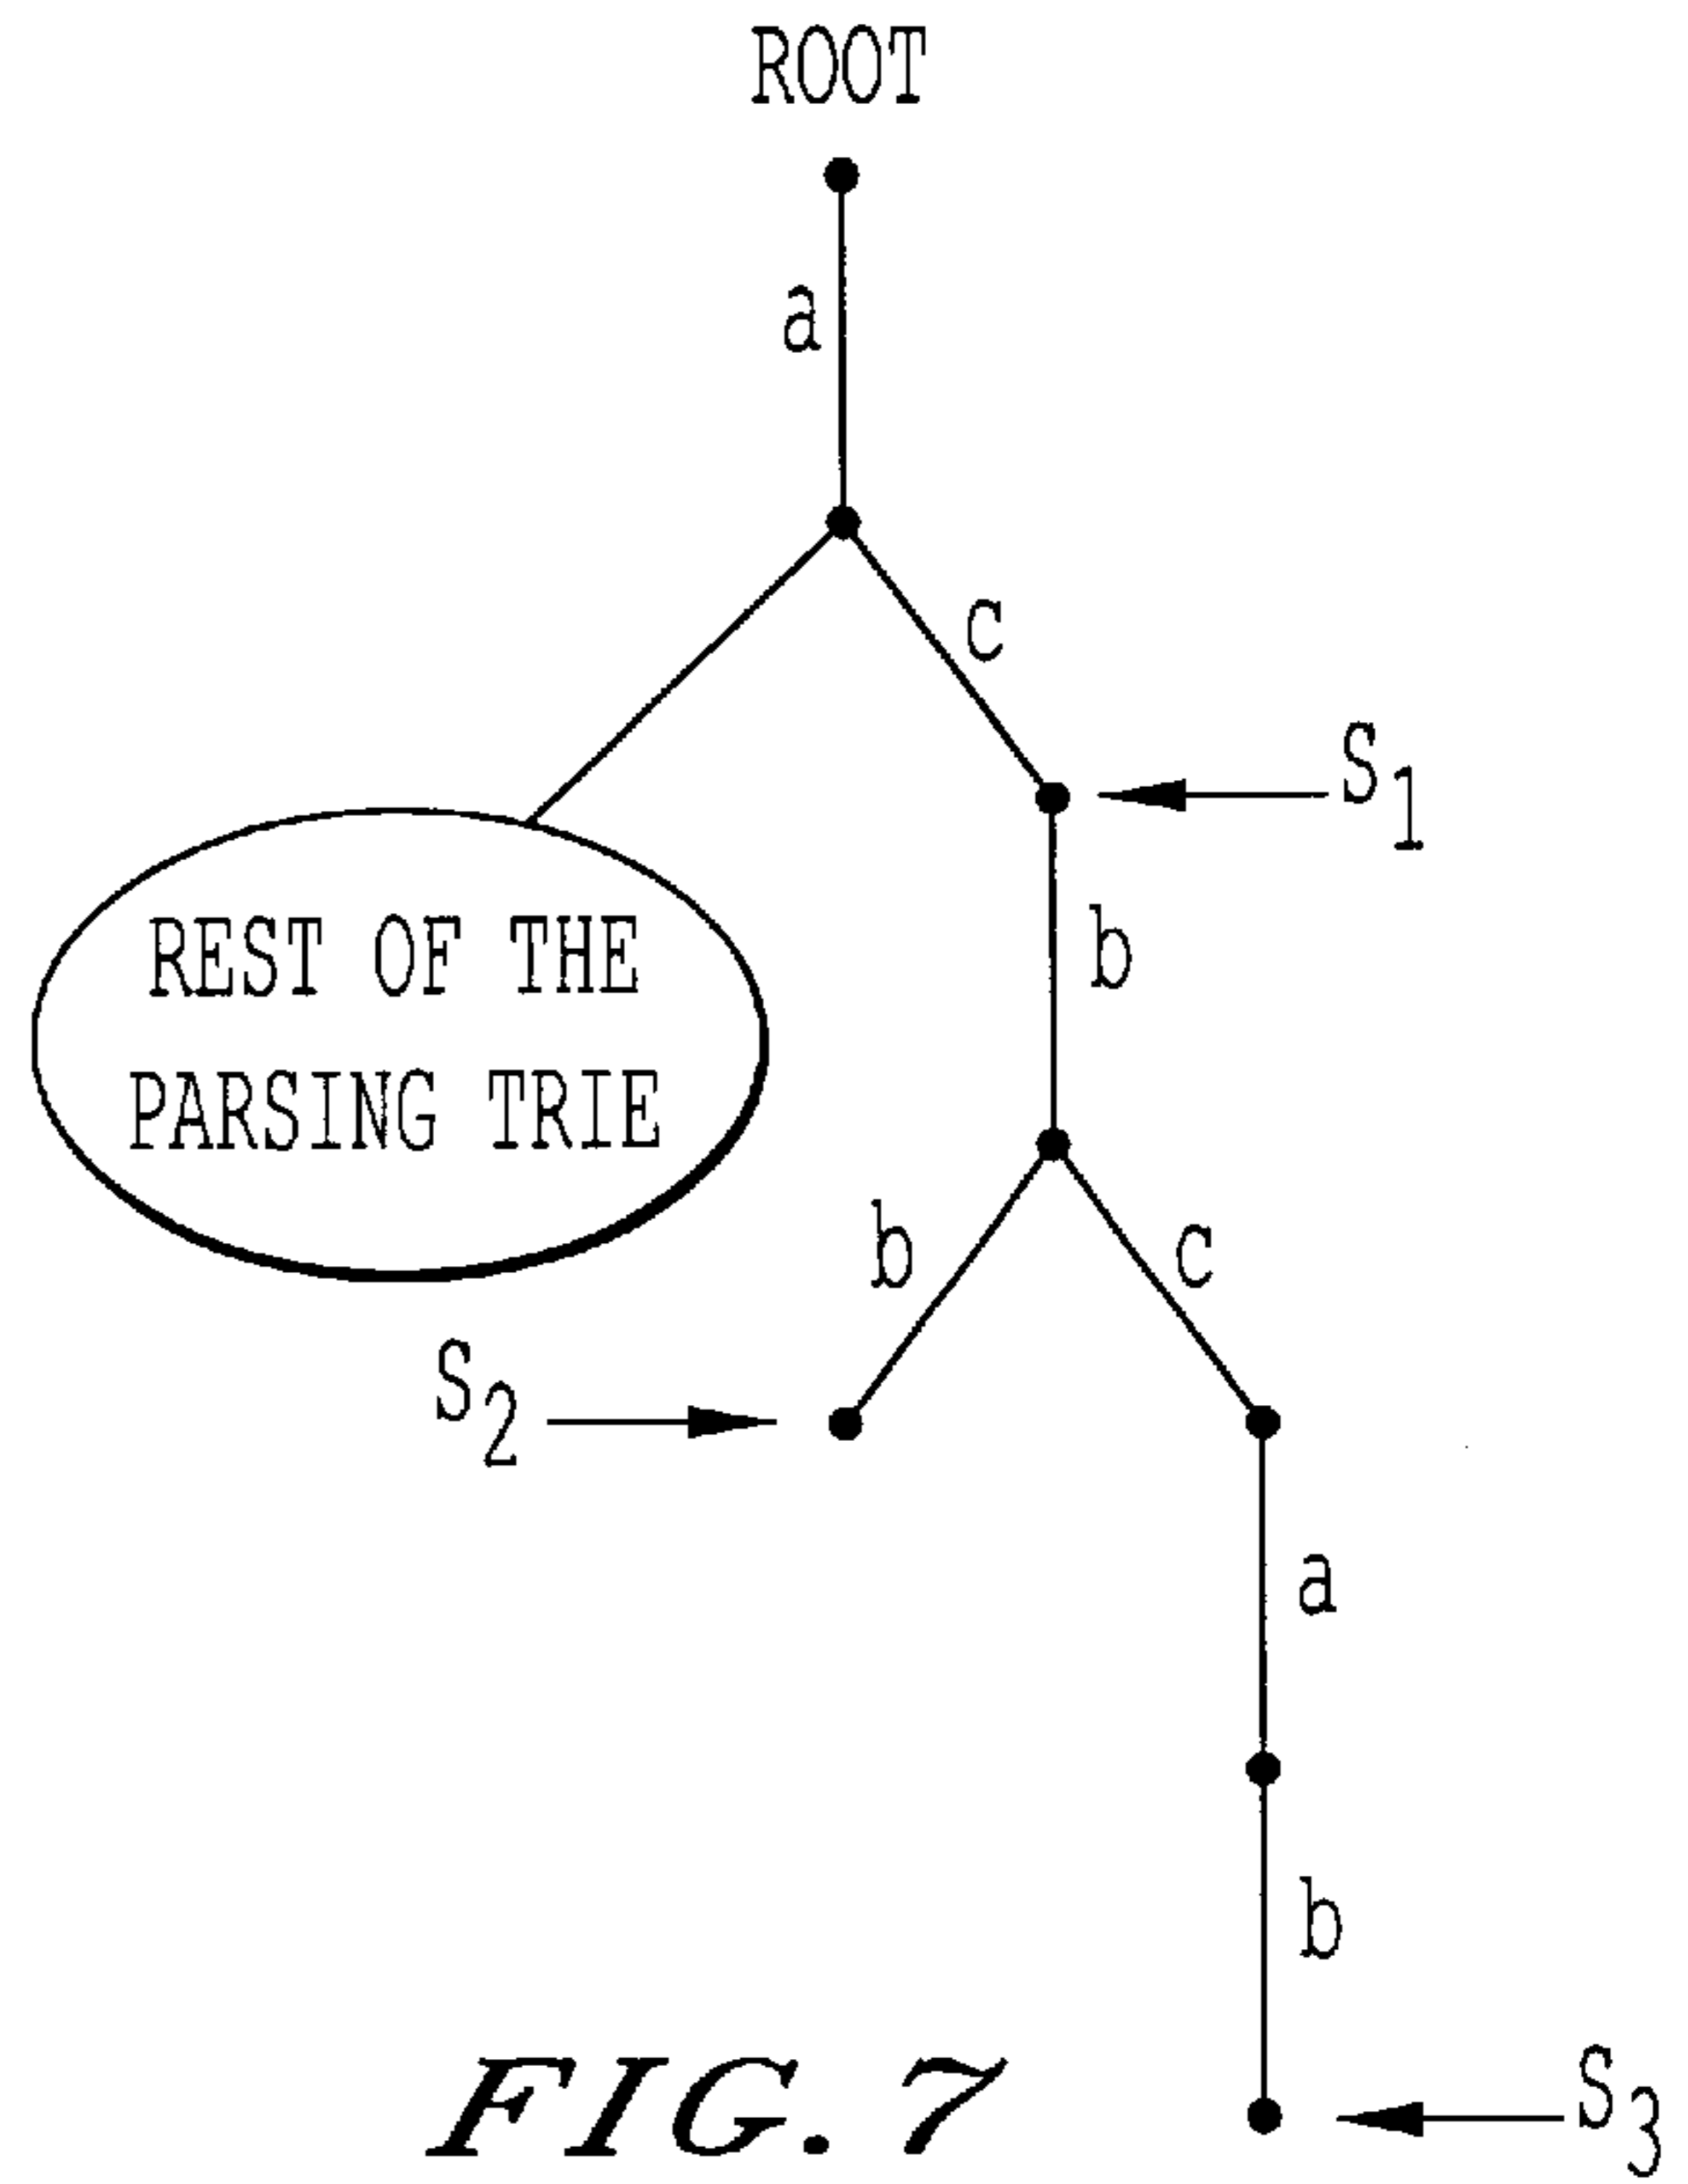 ROOT
a
c
S1
b
REST OF THE
PARSING TRIE
b
c
S2
a
b
S3
FIG. 7